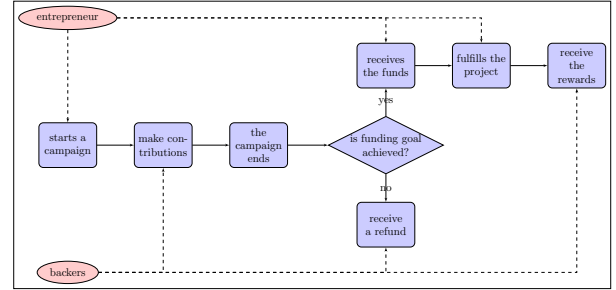 entrepreneur
receives
the funds
fulfills the
project
receive
the
rewards
yes
starts a
campaign
make con-
tributions
the
campaign
ends
is funding goal
achieved?
no
receive
a refund
backers